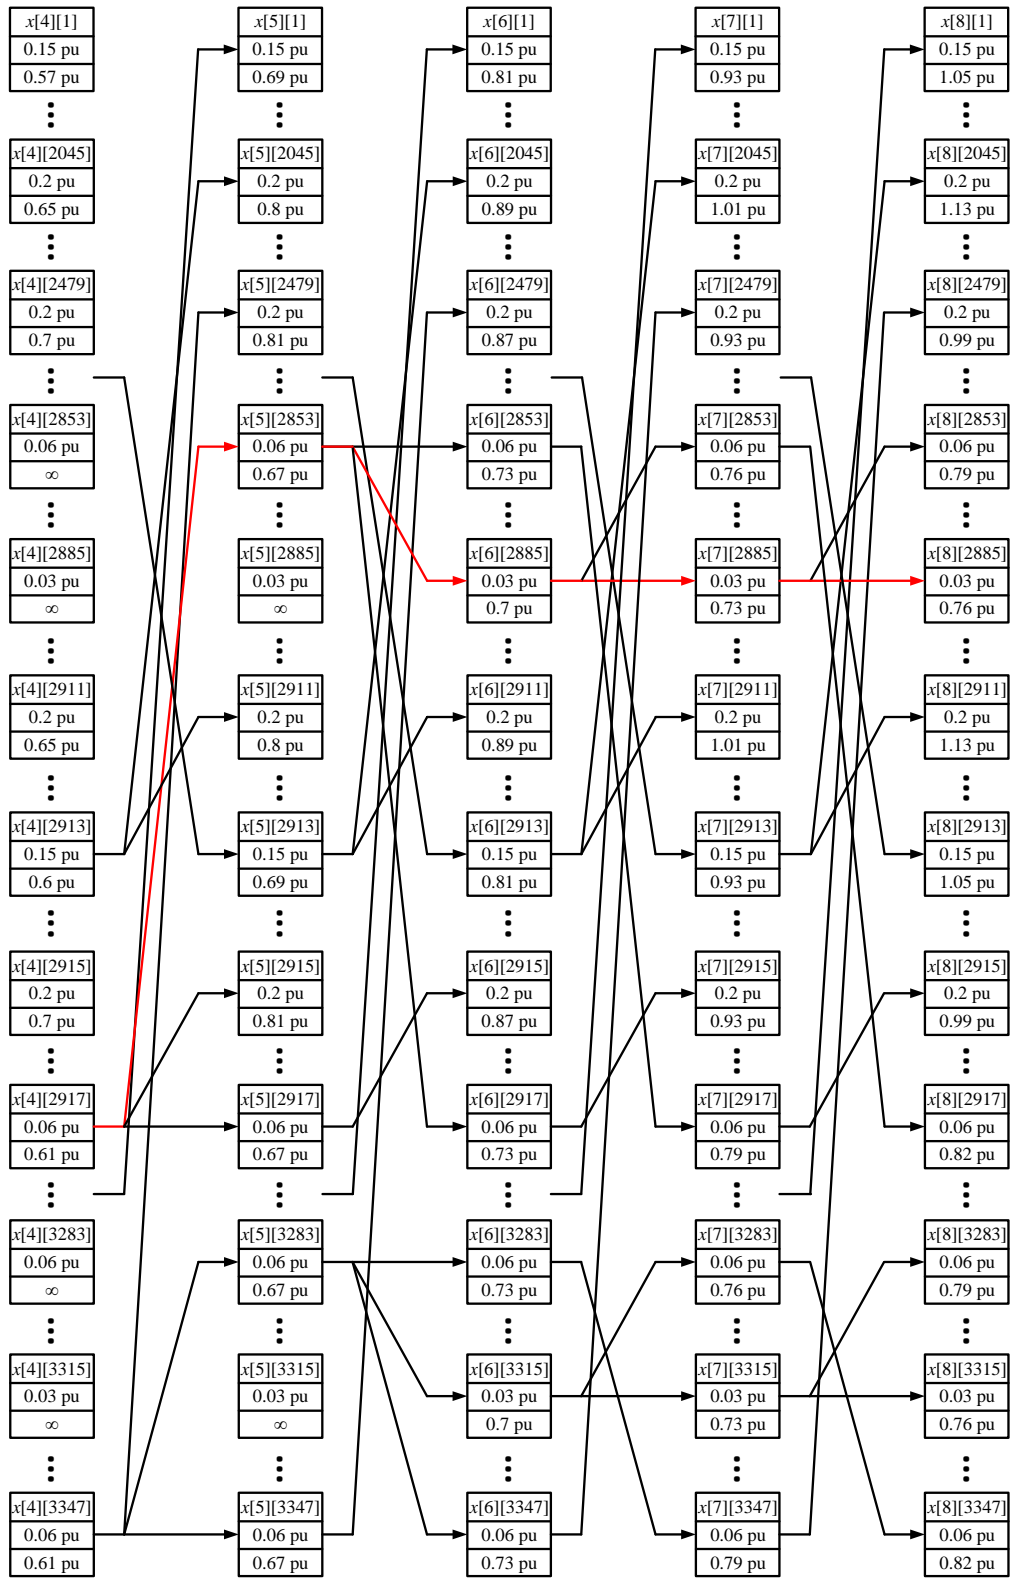 x[4][1] x[5][1] x[6][1] x[7][1] x[8][1]
0.15 pu 0.15 pu 0.15 pu 0.15 pu 0.15 pu
0.57 pu 0.69 pu 0.81 pu 0.93 pu 1.05 pu
x[4][2045] x[5][2045] x[6][2045] x[7][2045] x[8][2045]
0.2 pu 0.2 pu 0.2 pu 0.2 pu 0.2 pu
0.65 pu 0.8 pu 0.89 pu 1.01 pu 1.13 pu
x[4][2479] x[5][2479] x[6][2479] x[7][2479] x[8][2479]
0.2 pu 0.2 pu 0.2 pu 0.2 pu 0.2 pu
0.7 pu 0.81 pu 0.87 pu 0.93 pu 0.99 pu
x[4][2853] x[5][2853] x[6][2853] x[7][2853] x[8][2853]
0.06 pu 0.06 pu 0.06 pu 0.06 pu 0.06 pu
∞ 0.67 pu 0.73 pu 0.76 pu 0.79 pu
x[4][2885] x[5][2885] x[6][2885] x[7][2885] x[8][2885]
0.03 pu 0.03 pu 0.03 pu 0.03 pu 0.03 pu
∞ ∞ 0.7 pu 0.73 pu 0.76 pu
x[4][2911] x[5][2911] x[6][2911] x[7][2911] x[8][2911]
0.2 pu 0.2 pu 0.2 pu 0.2 pu 0.2 pu
0.65 pu 0.8 pu 0.89 pu 1.01 pu 1.13 pu
x[4][2913] x[5][2913] x[6][2913] x[7][2913] x[8][2913]
0.15 pu 0.15 pu 0.15 pu 0.15 pu 0.15 pu
0.6 pu 0.69 pu 0.81 pu 0.93 pu 1.05 pu
x[4][2915] x[5][2915] x[6][2915] x[7][2915] x[8][2915]
0.2 pu 0.2 pu 0.2 pu 0.2 pu 0.2 pu
0.7 pu 0.81 pu 0.87 pu 0.93 pu 0.99 pu
x[4][2917] x[5][2917] x[6][2917] x[7][2917] x[8][2917]
0.06 pu 0.06 pu 0.06 pu 0.06 pu 0.06 pu
0.61 pu 0.67 pu 0.73 pu 0.79 pu 0.82 pu
x[4][3283] x[5][3283] x[6][3283] x[7][3283] x[8][3283]
0.06 pu 0.06 pu 0.06 pu 0.06 pu 0.06 pu
∞ 0.67 pu 0.73 pu 0.76 pu 0.79 pu
x[4][3315] x[5][3315] x[6][3315] x[7][3315] x[8][3315]
0.03 pu 0.03 pu 0.03 pu 0.03 pu 0.03 pu
∞ ∞ 0.7 pu 0.73 pu 0.76 pu
x[4][3347] x[5][3347] x[6][3347] x[7][3347] x[8][3347]
0.06 pu 0.06 pu 0.06 pu 0.06 pu 0.06 pu
0.61 pu 0.67 pu 0.73 pu 0.79 pu 0.82 pu